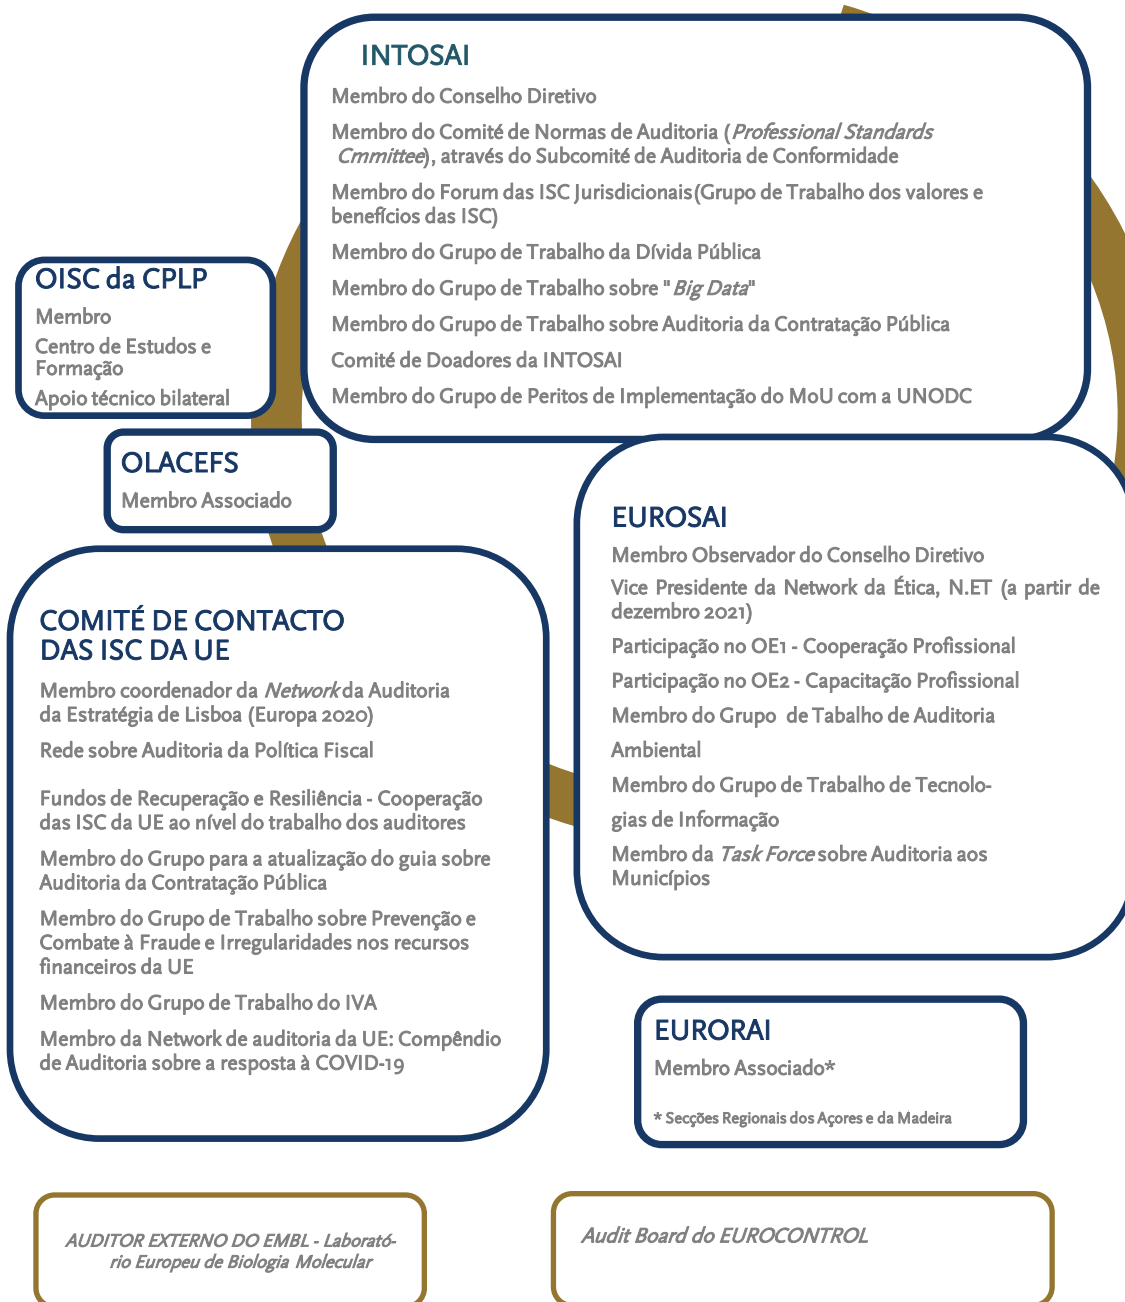 INTOSAI
Membro do Conselho Diretivo
Membro do Comité de Normas de Auditoria (Professional Standards
Cmmittee), através do Subcomité de Auditoria de Conformidade
Membro do Forum das ISC Jurisdicionais(Grupo de Trabalho dos valores e
benefícios das ISC)
Membro do Grupo de Trabalho da Dívida Pública
Membro do Grupo de Trabalho sobre "Big Data"
Membro do Grupo de Trabalho sobre Auditoria da Contratação Pública
Comité de Doadores da INTOSAI
Membro do Grupo de Peritos de Implementação do MoU com a UNODC
OISC da CPLP
Membro
Centro de Estudos e
Formação
Apoio técnico bilateral
OLACEFS
Membro Associado
EUROSAI
Membro Observador do Conselho Diretivo
Vice Presidente da Network da Ética, N.ET (a partir de
dezembro 2021)
Participação no OE1 - Cooperação Profissional
Participação no OE2 - Capacitação Profissional
Membro do Grupo de Tabalho de Auditoria
Ambiental
Membro do Grupo de Trabalho de Tecnolo-
gias de Informação
Membro da Task Force sobre Auditoria aos
Municípios
COMITÉ DE CONTACTO
DAS ISC DA UE
Membro coordenador da Network da Auditoria
da Estratégia de Lisboa (Europa 2020)
Rede sobre Auditoria da Política Fiscal
Fundos de Recuperação e Resiliência - Cooperação
das ISC da UE ao nível do trabalho dos auditores
Membro do Grupo para a atualização do guia sobre
Auditoria da Contratação Pública
Membro do Grupo de Trabalho sobre Prevenção e
Combate à Fraude e Irregularidades nos recursos
financeiros da UE
Membro do Grupo de Trabalho do IVA
Membro da Network de auditoria da UE: Compêndio
de Auditoria sobre a resposta à COVID-19
EURORAI
Membro Associado*
* Secções Regionais dos Açores e da Madeira
AUDITOR EXTERNO DO EMBL - Laborató-
rio Europeu de Biologia Molecular
Audit Board do EUROCONTROL